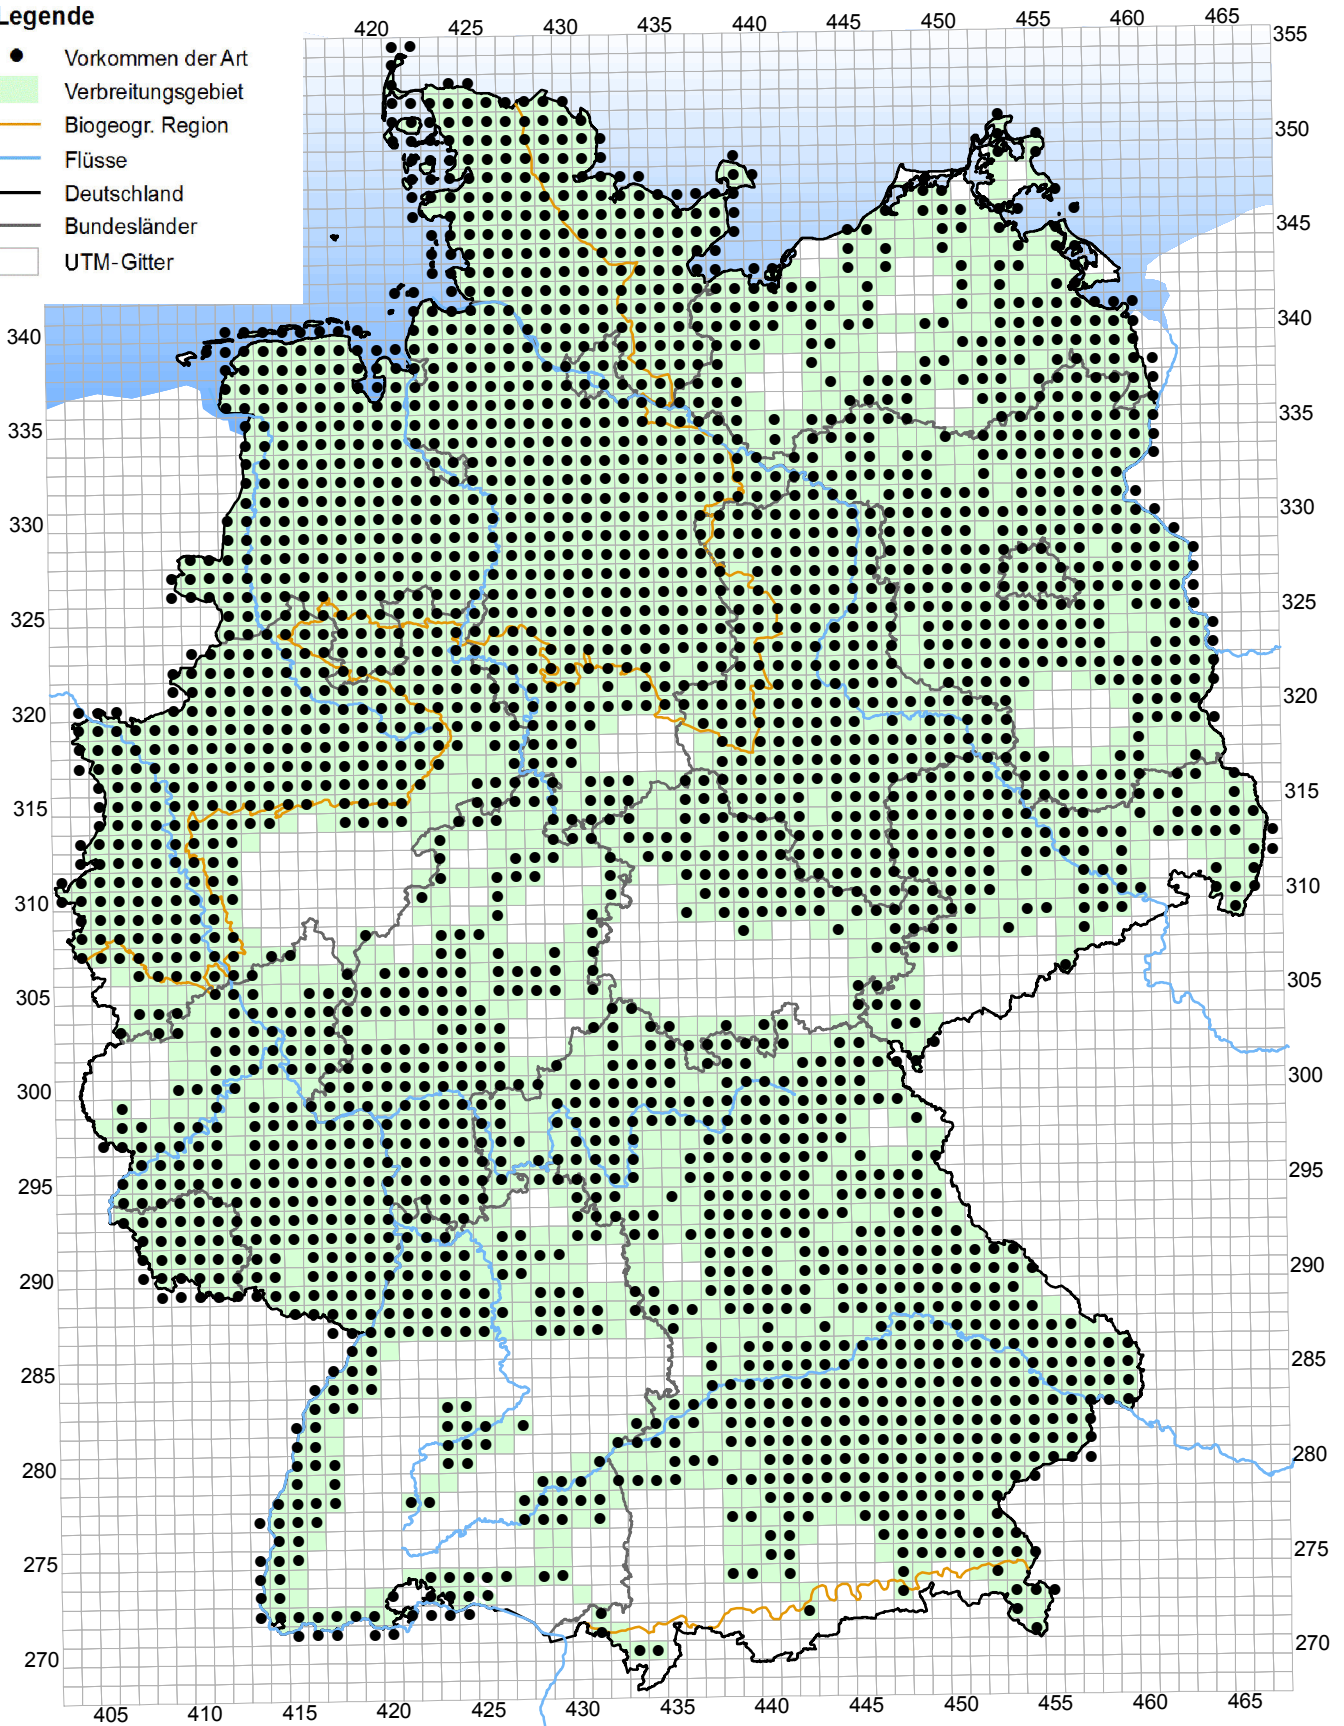 Legende
Vorkommen der Art
Verbreitungsgebiet
Biogeogr. Region
Flüsse
Deutschland
Bundesländer
UTM-Gitter
420 425 430 435 440 445 450 455 460 465
355
350
345
340 340
335 335
330 330
325 325
320 320
315 315
310 310
305 305
300 300
295 295
290 290
285 285
280 280
275 275
270 270
405 410 415 420 425 430 435 440 445 450 455 460 465